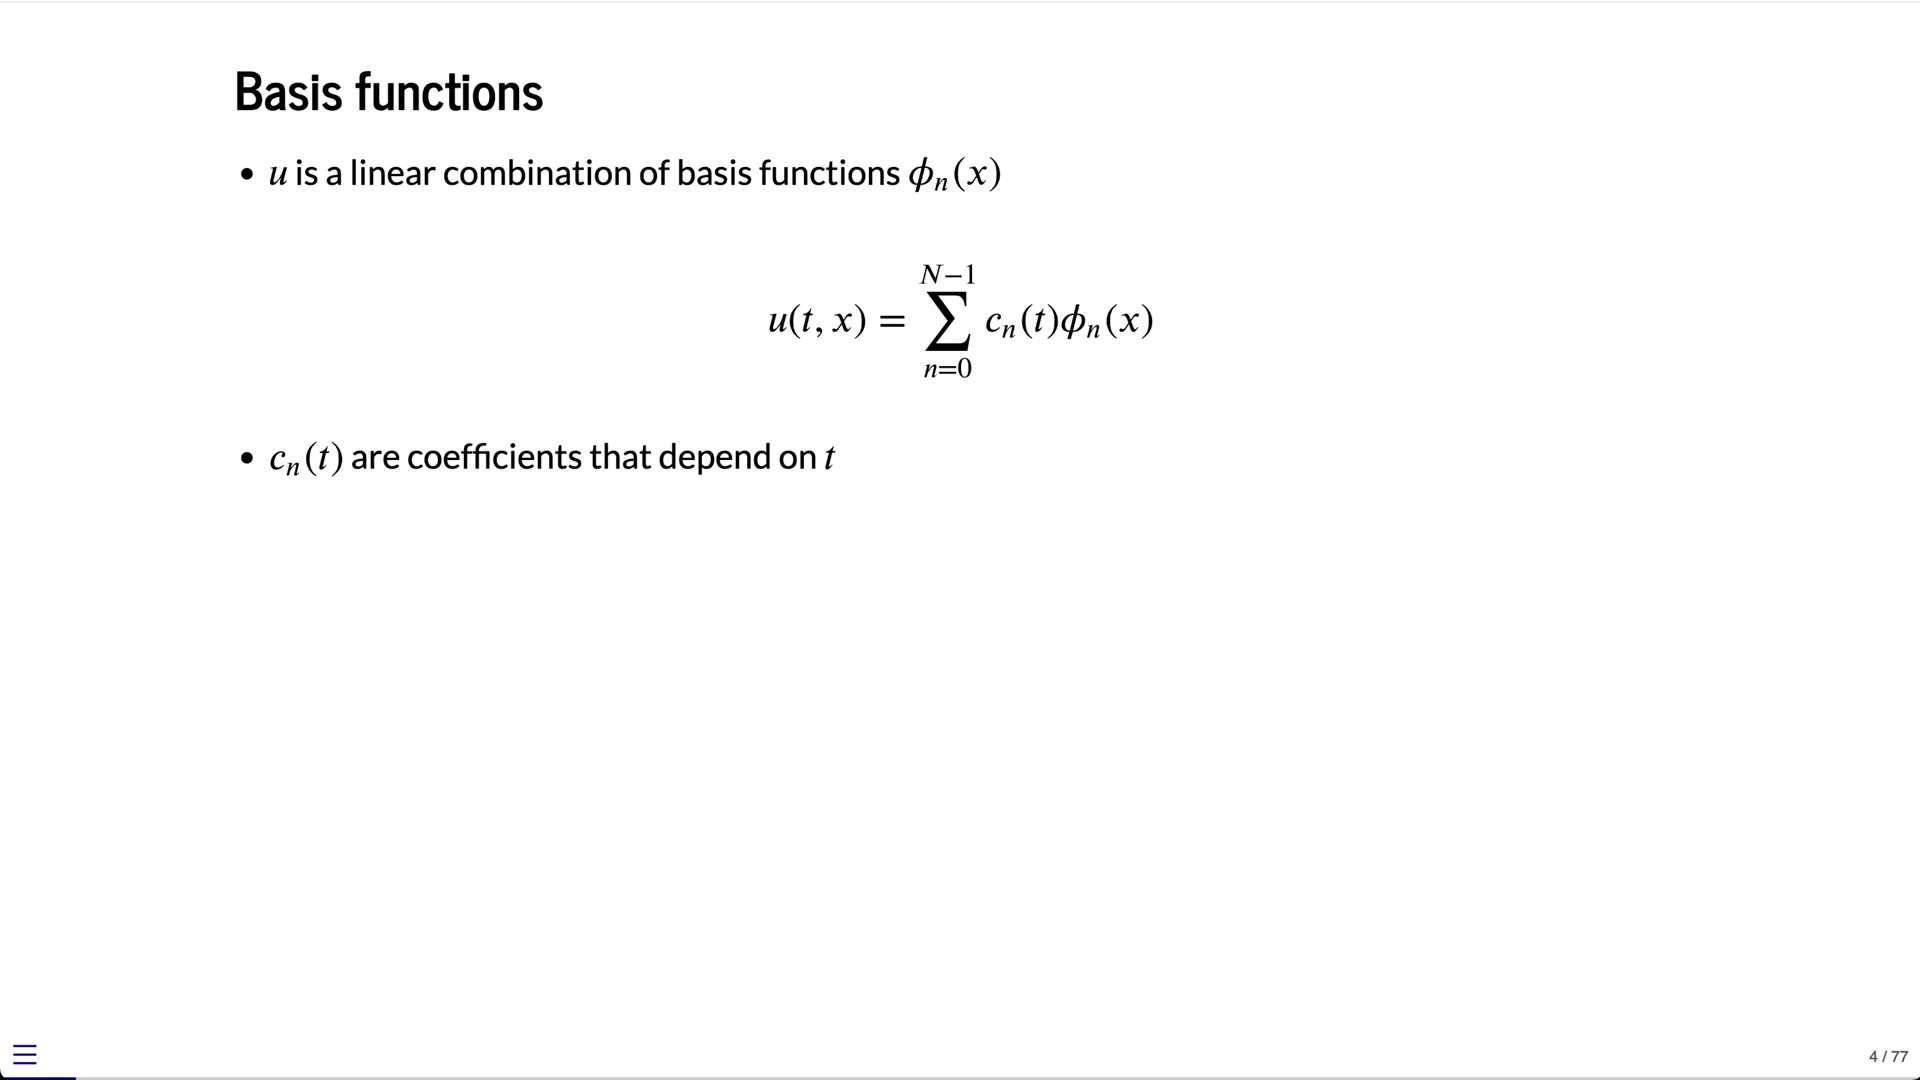 Basis functions
• u is a linear combination of basis functions ϕₙ(x)
u(t, x) = ∑_{n=0}^{N−1} cₙ(t)ϕₙ(x)
• cₙ(t) are coefficients that depend on t
4 / 77